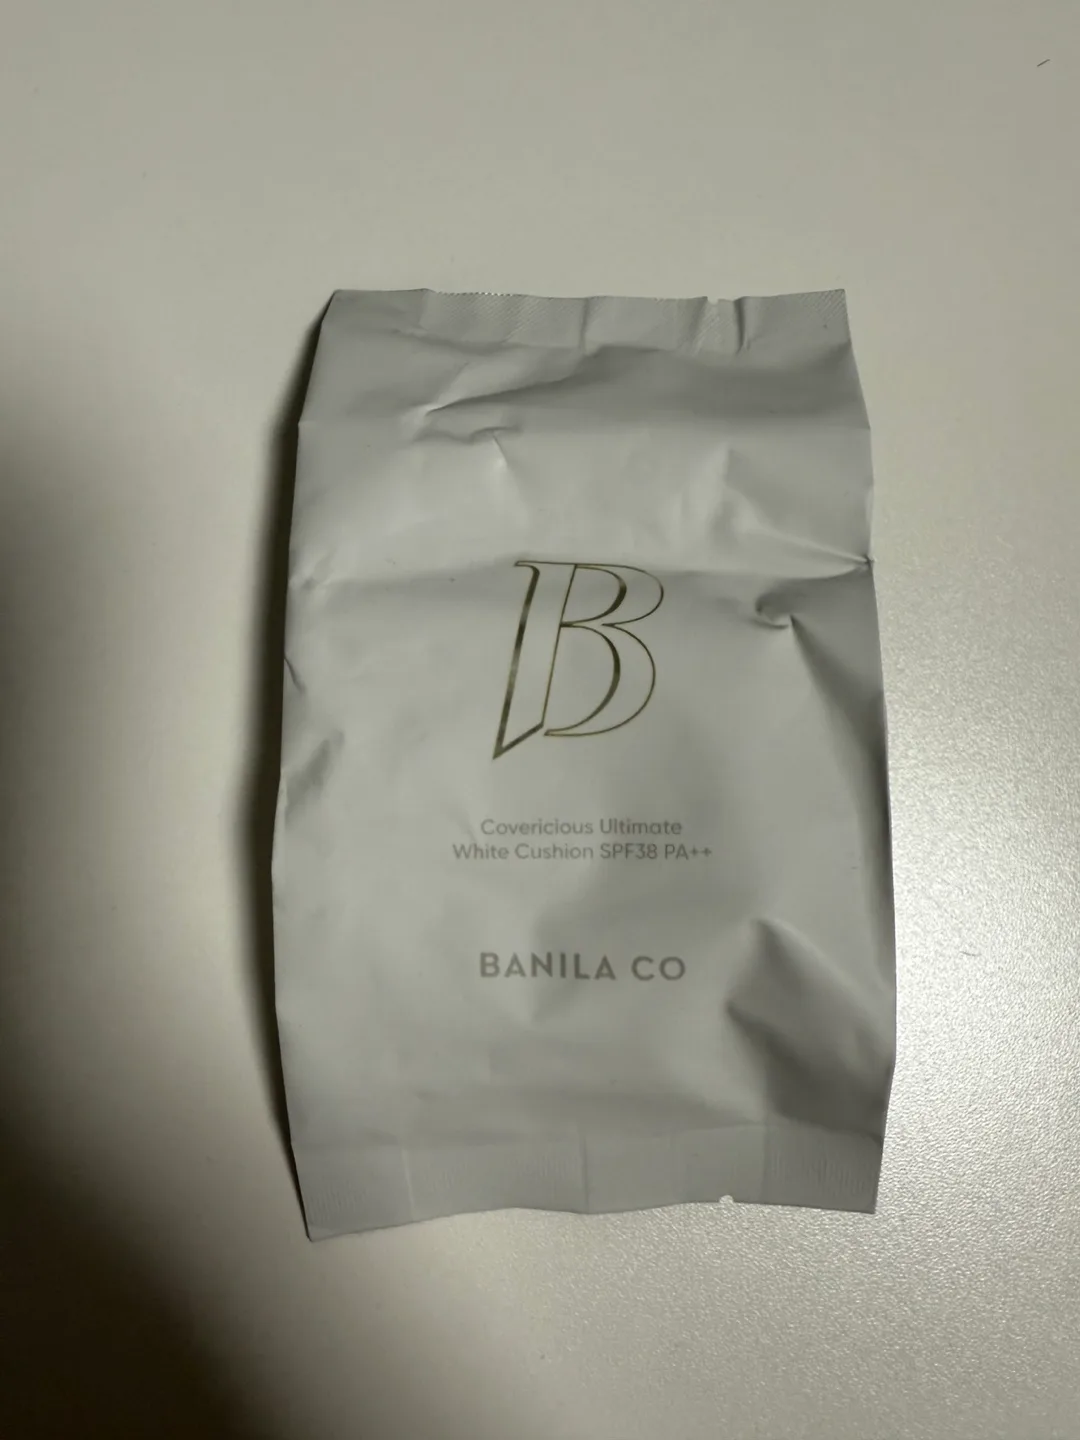 B
Covericious Ultimate
White Cushion SPF38 PA++
BANILA CO